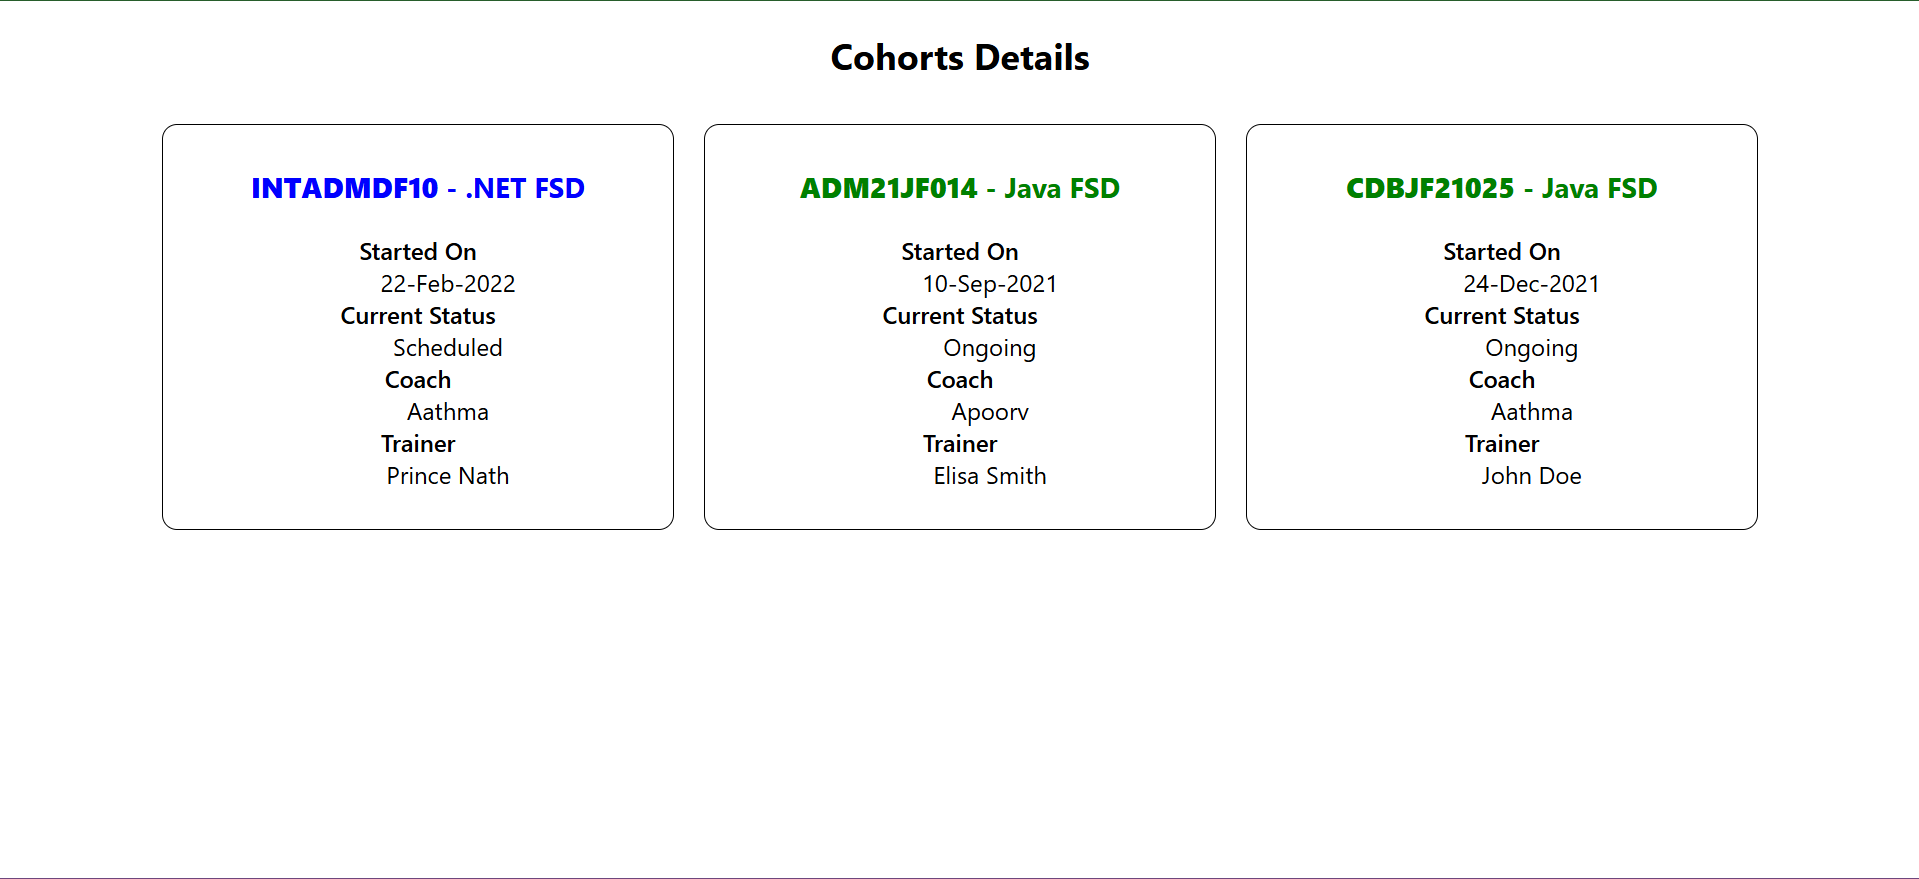 Cohorts Details
INTADMDF10 - .NET FSD
Started On
22-Feb-2022
Current Status
Scheduled
Coach
Aathma
Trainer
Prince Nath
ADM21JF014 - Java FSD
Started On
10-Sep-2021
Current Status
Ongoing
Coach
Apoorv
Trainer
Elisa Smith
CDBJF21025 - Java FSD
Started On
24-Dec-2021
Current Status
Ongoing
Coach
Aathma
Trainer
John Doe